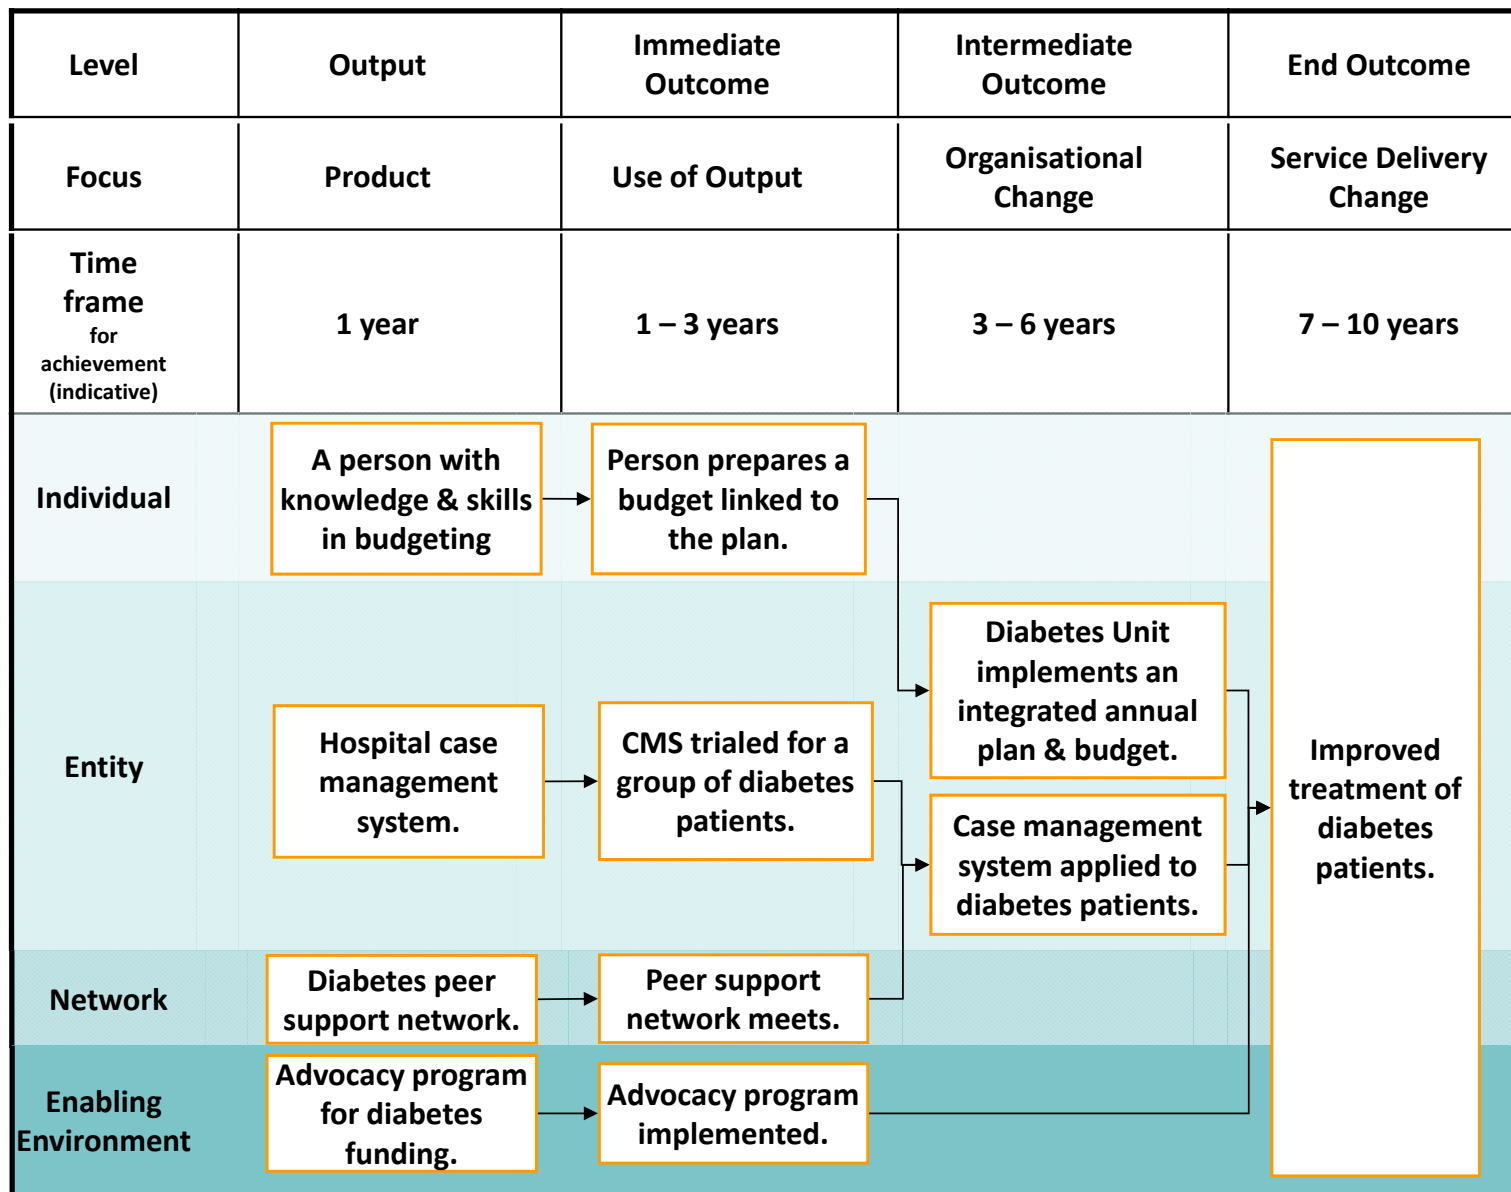 Level
Output
Immediate
Outcome
Intermediate
Outcome
End Outcome
Focus
Product
Use of Output
Organisational
Change
Service Delivery
Change
Time
frame
for
achievement
(indicative)
1 year
1 – 3 years
3 – 6 years
7 – 10 years
Individual
A person with
knowledge & skills
in budgeting
Person prepares a
budget linked to
the plan.
Entity
Hospital case
management
system.
CMS trialed for a
group of diabetes
patients.
Diabetes Unit
implements an
integrated annual
plan & budget.
Case management
system applied to
diabetes patients.
Improved
treatment of
diabetes
patients.
Network
Diabetes peer
support network.
Peer support
network meets.
Enabling
Environment
Advocacy program
for diabetes
funding.
Advocacy program
implemented.